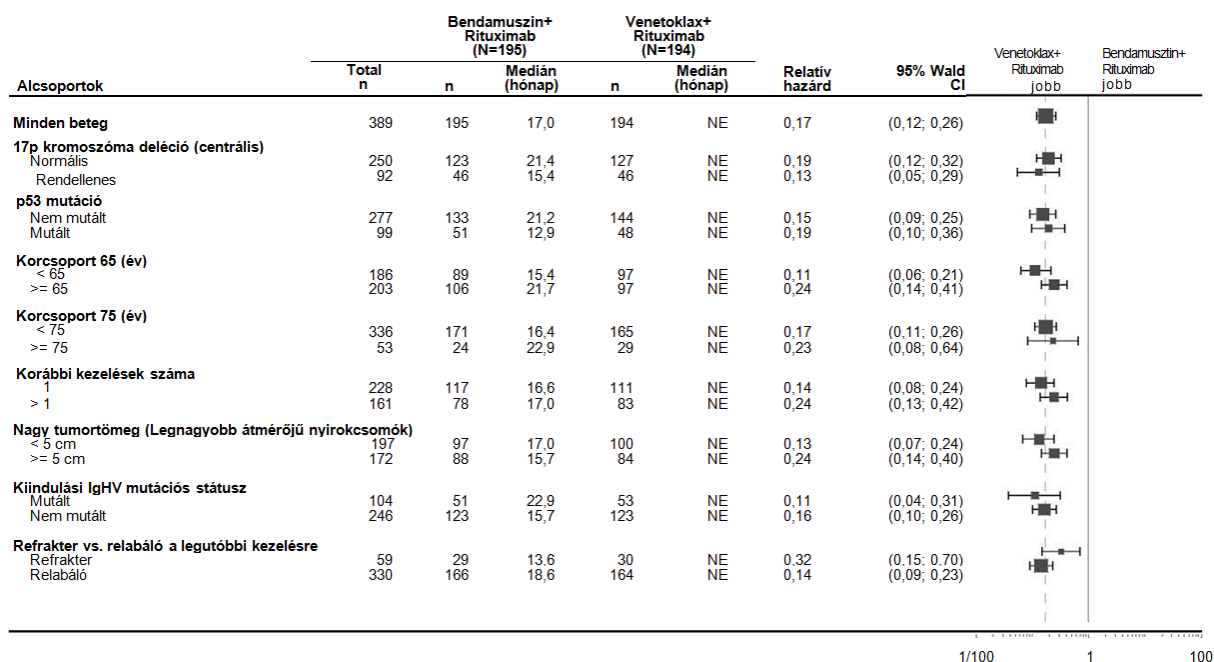 Bendamuszin+ Rituximab (N=195) Venetoklax+ Rituximab (N=194)
Venetoklax+ Rituximab jobb Bendamusztin+ Rituximab jobb
Alcsoportok Total n n Medián (hónap) n Medián (hónap) Relatív hazárd 95% Wald CI
Minden beteg 389 195 17,0 194 NE 0,17 (0,12; 0,26)
17p kromoszóma deléció (centrális)
Normális 250 123 21,4 127 NE 0,19 (0,12; 0,32)
Rendellenes 92 46 15,4 46 NE 0,13 (0,05; 0,29)
p53 mutáció
Nem mutált 277 133 21,2 144 NE 0,15 (0,09; 0,25)
Mutált 99 51 12,9 48 NE 0,19 (0,10; 0,36)
Korcsoport 65 (év)
< 65 186 89 15,4 97 NE 0,11 (0,06; 0,21)
>= 65 203 106 21,7 97 NE 0,24 (0,14; 0,41)
Korcsoport 75 (év)
< 75 336 171 16,4 165 NE 0,17 (0,11; 0,26)
>= 75 53 24 22,9 29 NE 0,23 (0,08; 0,64)
Korábbi kezelések száma
1 228 117 16,6 111 NE 0,14 (0,08; 0,24)
> 1 161 78 17,0 83 NE 0,24 (0,13; 0,42)
Nagy tumortömeg (Legnagyobb átmérőjű nyirokcsomók)
< 5 cm 197 97 17,0 100 NE 0,13 (0,07; 0,24)
>= 5 cm 172 88 15,7 84 NE 0,24 (0,14; 0,40)
Kiindulási IgHV mutációs státusz
Mutált 104 51 22,9 53 NE 0,11 (0,04; 0,31)
Nem mutált 246 123 15,7 123 NE 0,16 (0,10; 0,26)
Refrakter vs. relabáló a legutóbbi kezelésre
Refrakter 59 29 13.6 30 NE 0.32 (0.15; 0.70)
Relabáló 330 166 18,6 164 NE 0,14 (0,09; 0,23)
1/100 1 100